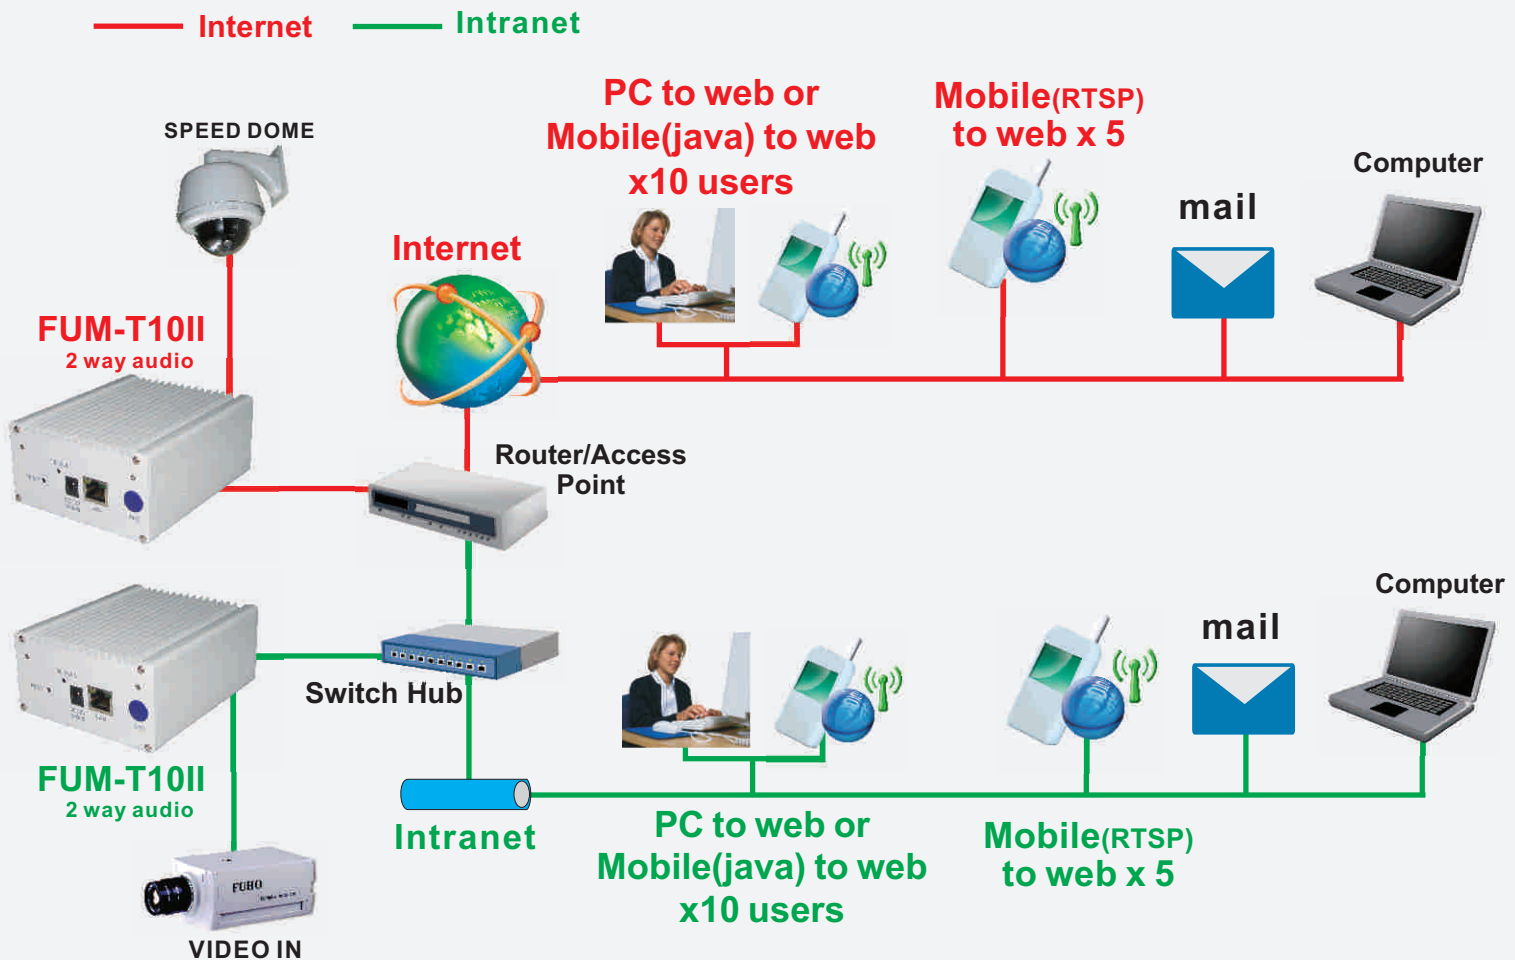 Internet
Intranet
PC to web or
Mobile(java) to web
x10 users
Mobile(RTSP)
to web x 5
SPEED DOME
Computer
mail
Internet
FUM-T10II
2 way audio
Router/Access
Point
Computer
mail
Switch Hub
FUM-T10II
2 way audio
Intranet
PC to web or
Mobile(java) to web
x10 users
Mobile(RTSP)
to web x 5
FUHO
VIDEO IN